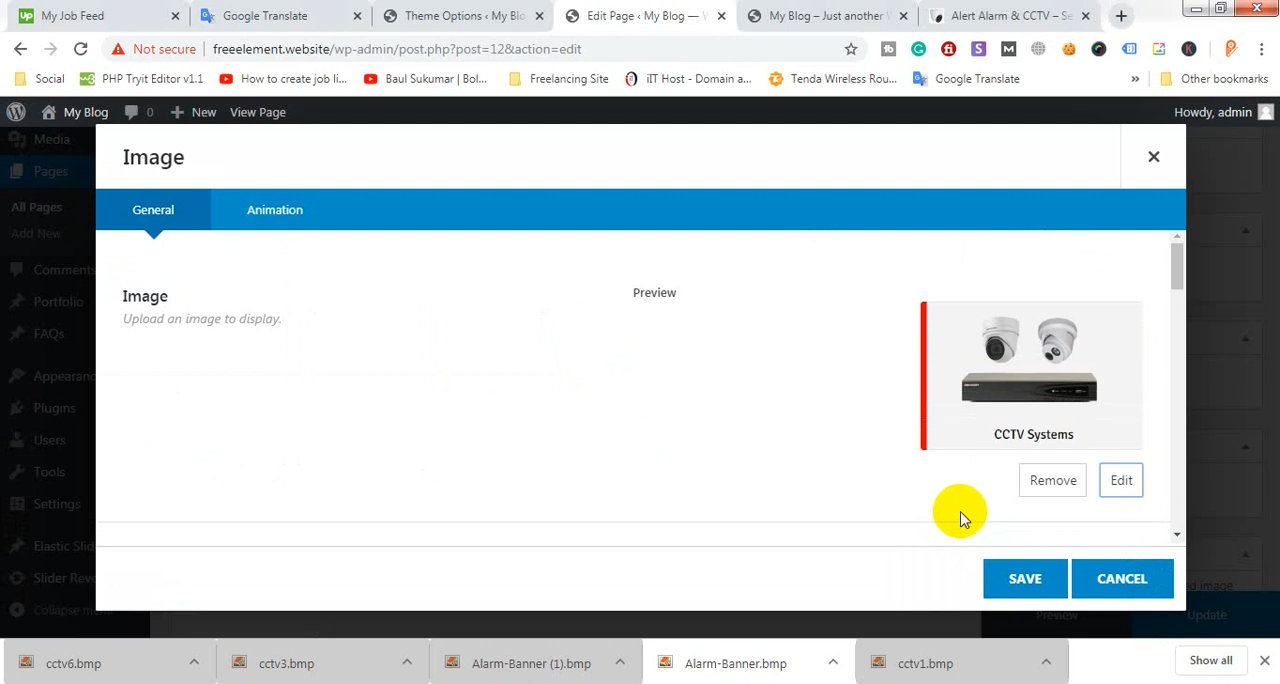 My Job Feed
Google Translate
Theme Options ‹ My Blo
Edit Page ‹ My Blog —
My Blog – Just another
Alert Alarm & CCTV – Se
Not secure
freeelement.website/wp-admin/post.php?post=12&action=edit
Social
PHP Tryit Editor v1.1
How to create job li...
Baul Sukumar | Bol...
Freelancing Site
iIT Host - Domain a...
Tenda Wireless Rou...
Google Translate
»
Other bookmarks
My Blog
0
New
View Page
Howdy, admin
Media
Pages
All Pages
Add New
Comments
Portfolio
FAQs
Appearanc
Plugins
Users
Tools
Settings
Elastic Slid
Slider Revo
Collapse m
Image
General
Animation
Image
Upload an image to display.
Preview
CCTV Systems
Remove
Edit
SAVE
CANCEL
d image
Preview
Update
cctv6.bmp
cctv3.bmp
Alarm-Banner (1).bmp
Alarm-Banner.bmp
cctv1.bmp
Show all